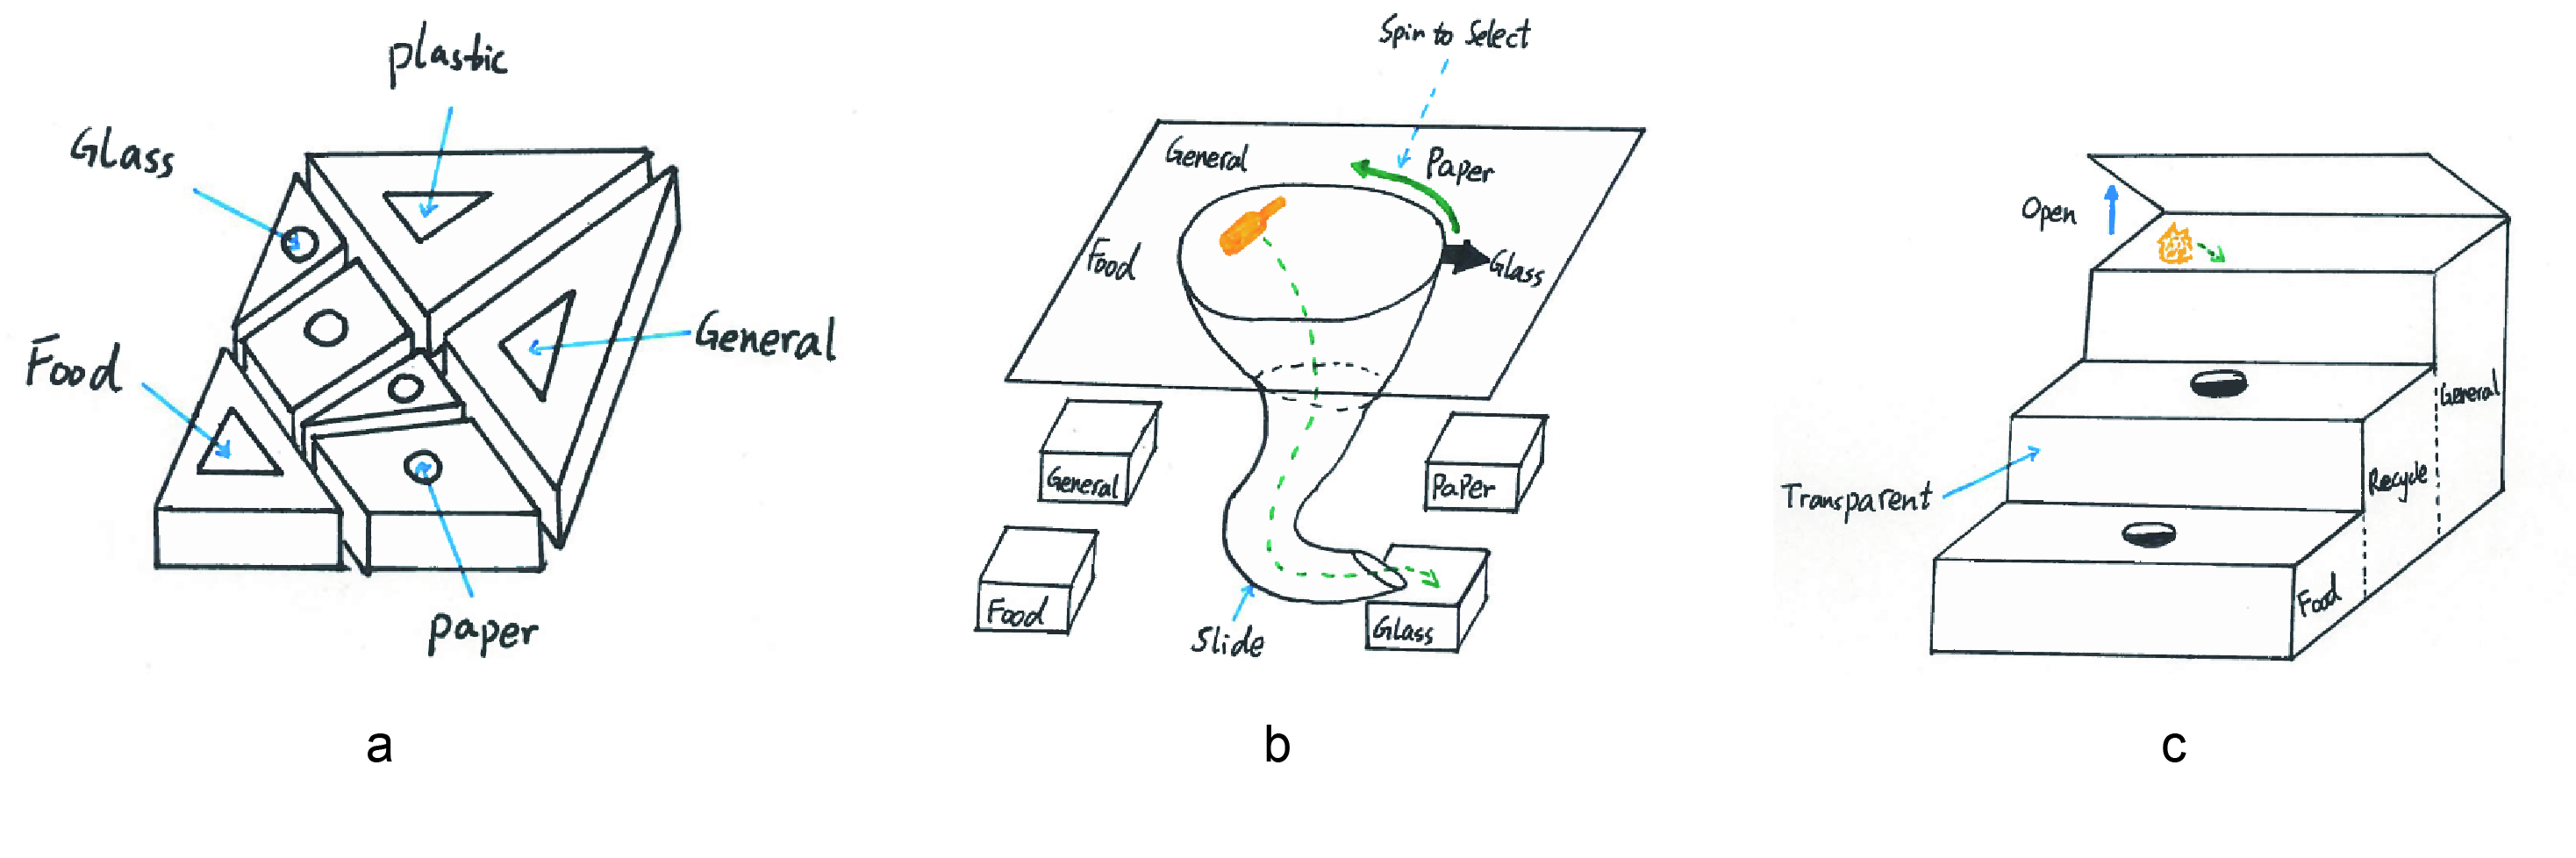 plastic
Glass
Food
General
paper
a
Spin to Select
General
Paper
Food
Glass
General
Paper
Food
Glass
Slide
b
Open
General
Recycle
Transparent
Food
c